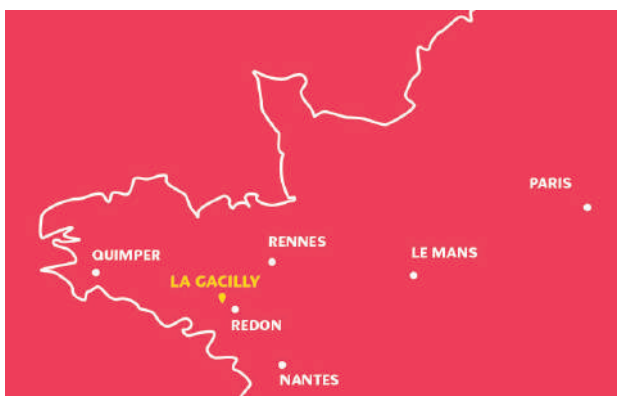 PARIS
RENNES
LE MANS
QUIMPER
LA GACILLY
REDON
NANTES